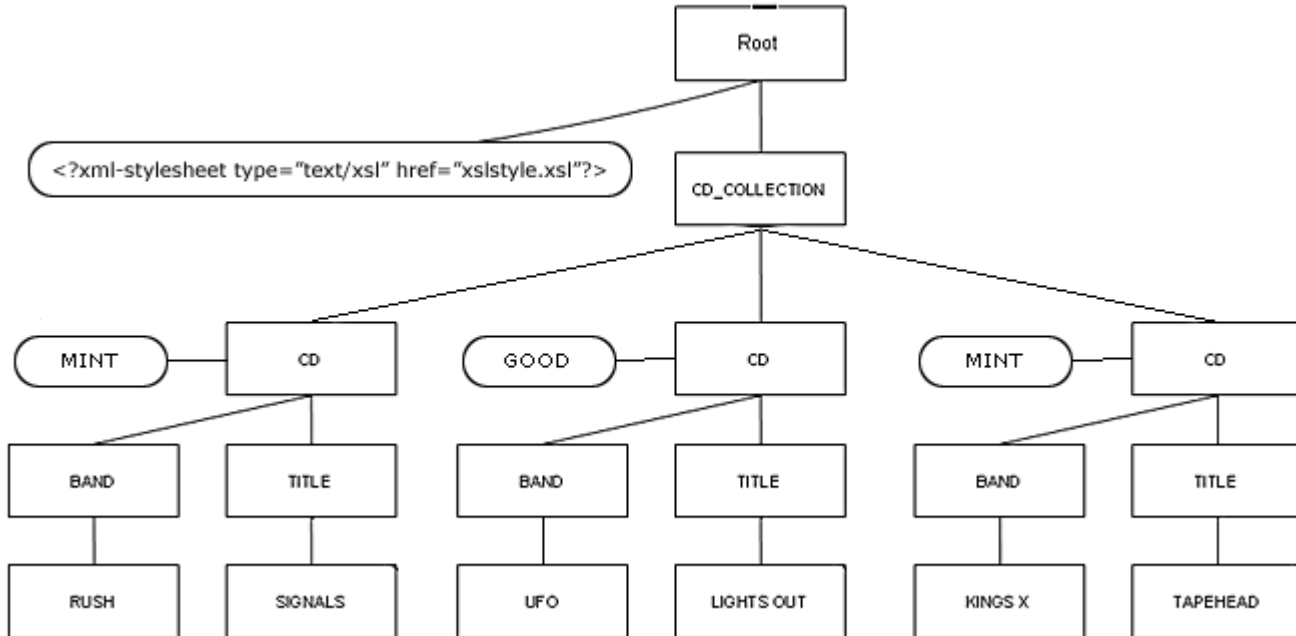 Root
<?xml-stylesheet type=“text/xsl” href=“xslstyle.xsl”?>
CD_COLLECTION
MINT
CD
GOOD
CD
MINT
CD
BAND
TITLE
BAND
TITLE
BAND
TITLE
RUSH
SIGNALS
UFO
LIGHTS OUT
KINGS X
TAPEHEAD